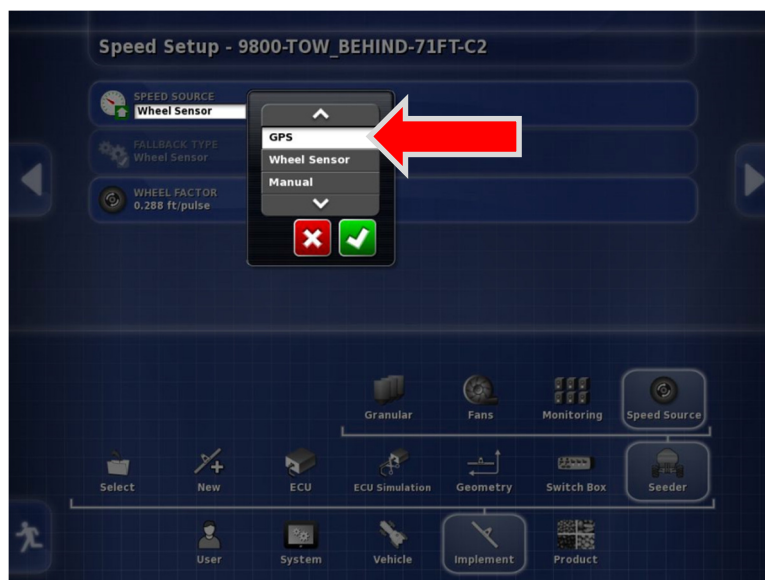 Speed Setup - 9800-TOW_BEHIND-71FT-C2
SPEED SOURCE
Wheel Sensor
FALLBACK TYPE
Wheel Sensor
WHEEL FACTOR
0.288 ft/pulse
GPS
Wheel Sensor
Manual
Granular
Fans
Monitoring
Speed Source
Select
New
ECU
ECU Simulation
Geometry
Switch Box
Seeder
User
System
Vehicle
Implement
Product